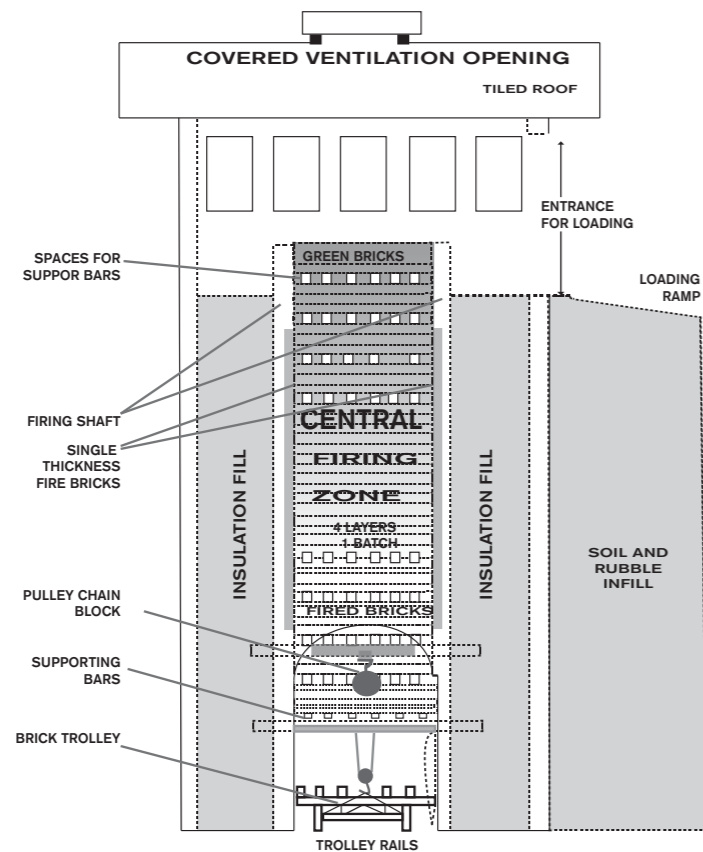 COVERED VENTILATION OPENING
TILED ROOF
ENTRANCE
FOR LOADING
GREEN BRICKS
SPACES FOR
SUPPOR BARS
LOADING
RAMP
FIRING SHAFT
CENTRAL
FIRING
ZONE
SINGLE
THICKNESS
FIRE BRICKS
INSULATION FILL
INSULATION FILL
4 LAYERS
1 BATCH
SOIL AND
RUBBLE
INFILL
PULLEY CHAIN
BLOCK
FIRED BRICKS
SUPPORTING
BARS
BRICK TROLLEY
TROLLEY RAILS